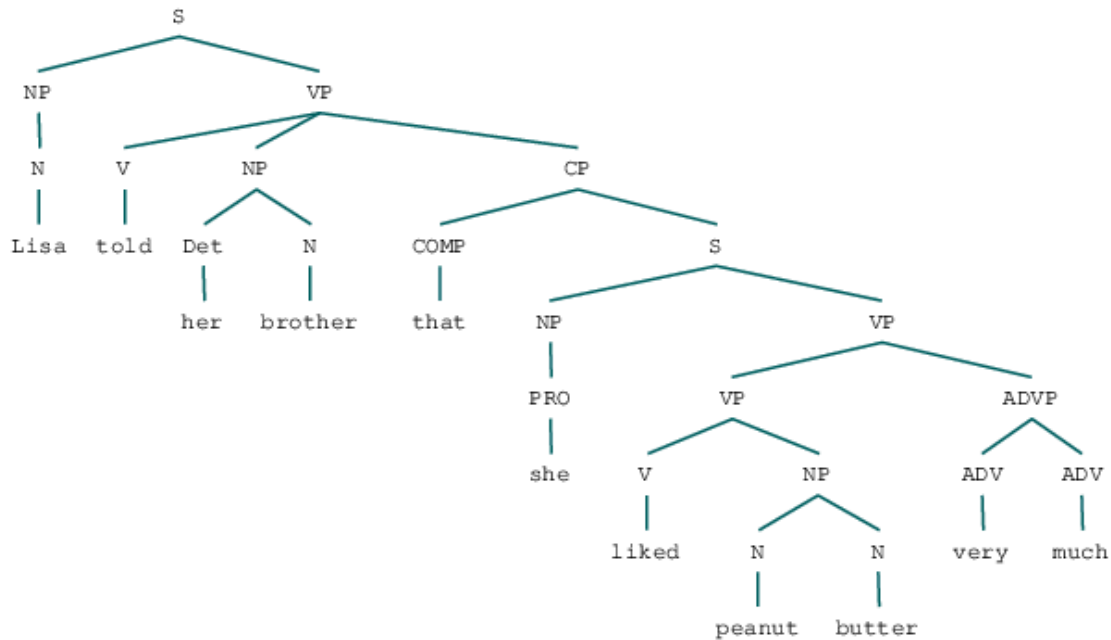 S
NP VP
N V NP CP
Lisa told Det N COMP S
her brother that NP VP
PRO VP ADVP
she V NP ADV ADV
liked N N very much
peanut butter